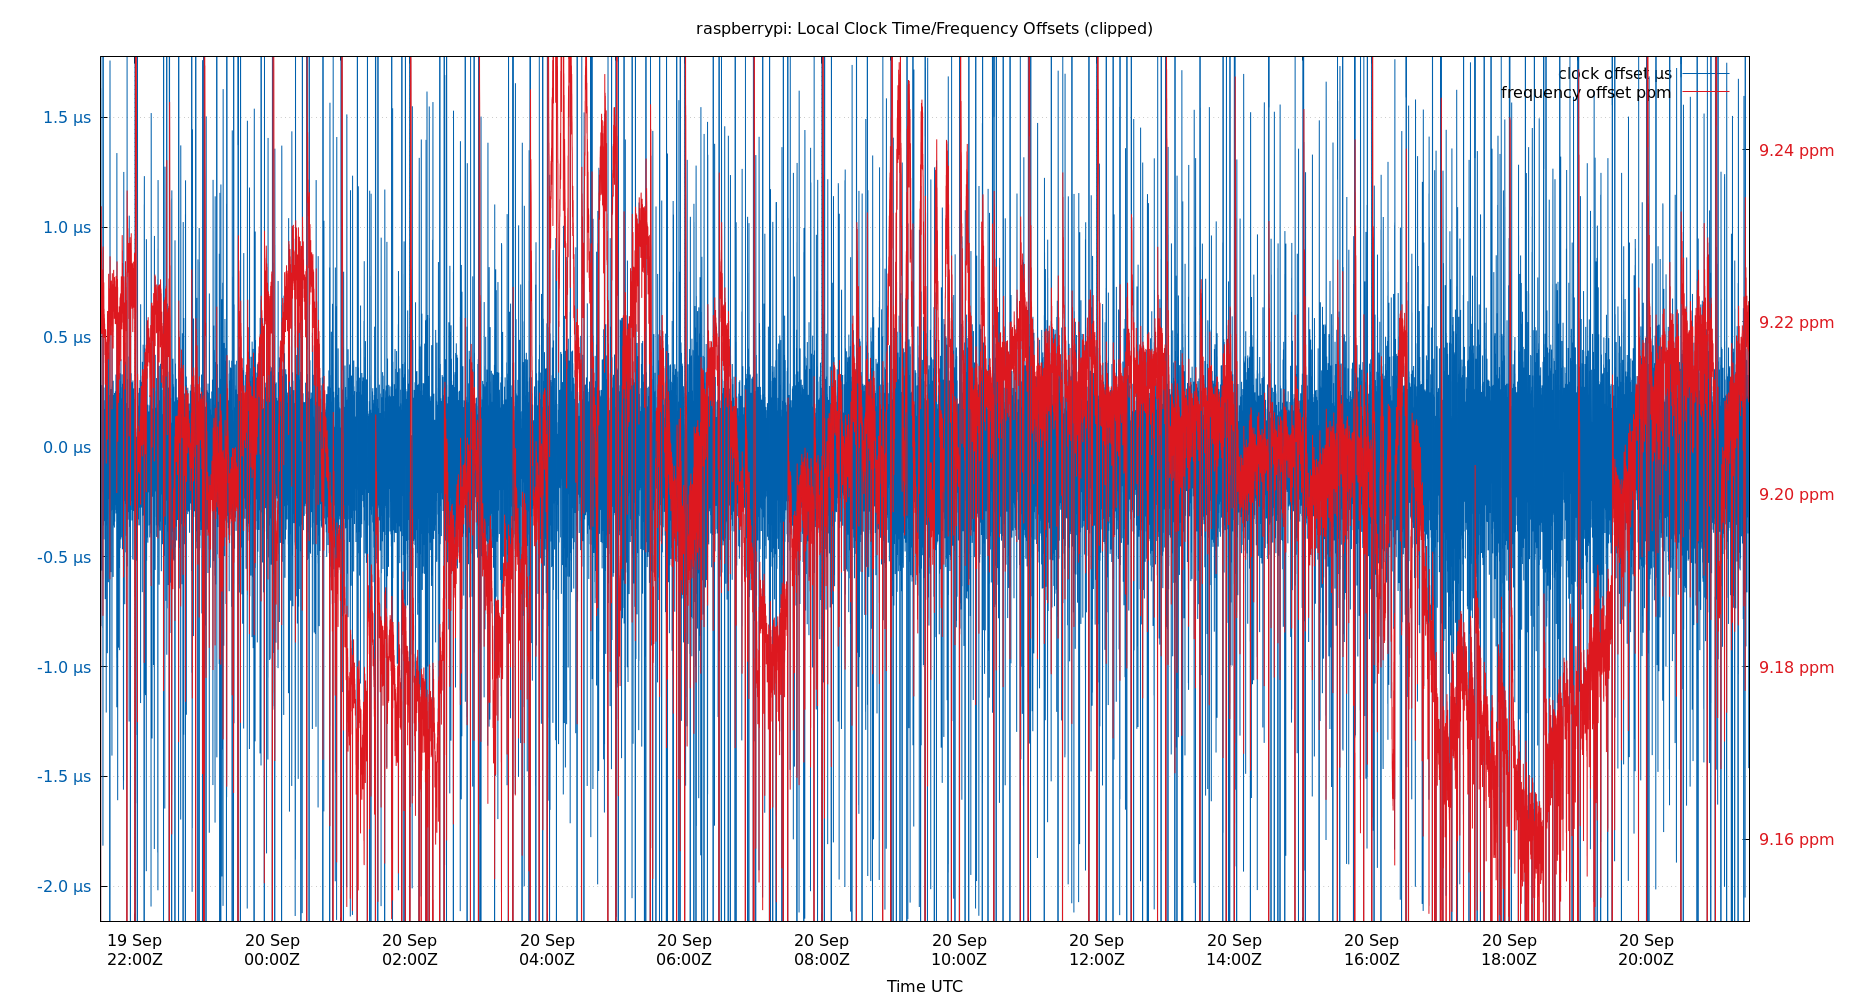 raspberrypi: Local Clock Time/Frequency Offsets (clipped)
clock offset µs
frequency offset ppm
1.5 µs
1.0 µs
0.5 µs
0.0 µs
-0.5 µs
-1.0 µs
-1.5 µs
-2.0 µs
9.24 ppm
9.22 ppm
9.20 ppm
9.18 ppm
9.16 ppm
19 Sep 20 Sep 20 Sep 20 Sep 20 Sep 20 Sep 20 Sep 20 Sep 20 Sep 20 Sep 20 Sep 20 Sep
22:00Z 00:00Z 02:00Z 04:00Z 06:00Z 08:00Z 10:00Z 12:00Z 14:00Z 16:00Z 18:00Z 20:00Z
Time UTC